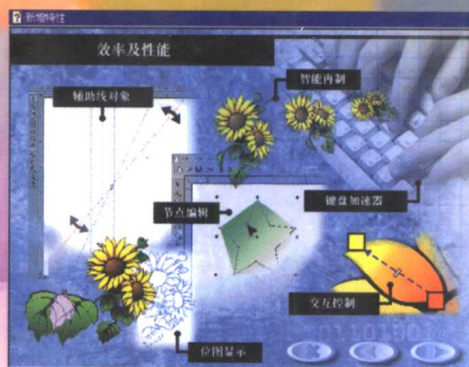 新增特性
效率及性能
智能再制
辅助线对象
键盘加速器
节点编辑
交互控制
位图显示